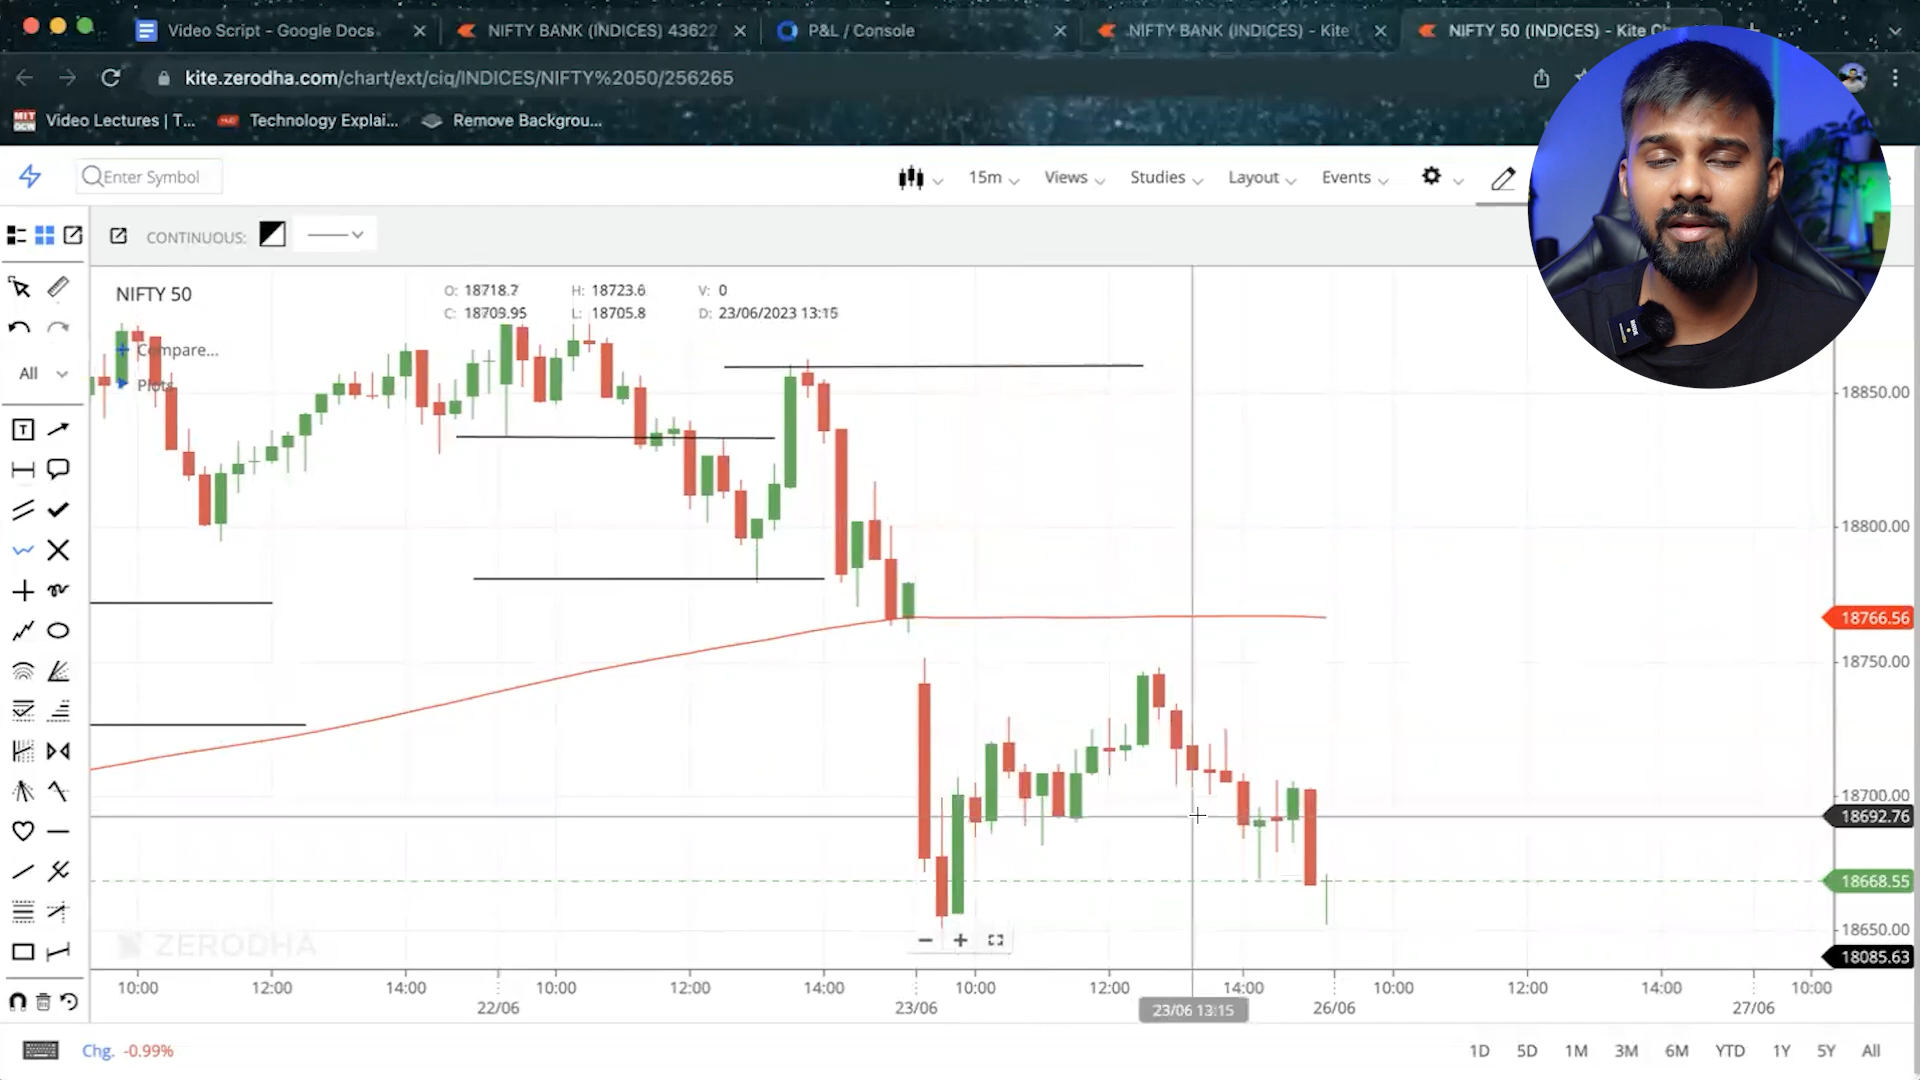 Video Script - Google Docs
NIFTY BANK (INDICES) 43622
P&L / Console
NIFTY BANK (INDICES) - Kite
NIFTY 50 (INDICES) - Kite Ch
kite.zerodha.com/chart/ext/ciq/INDICES/NIFTY%2050/256265
Video Lectures | T...
Technology Explai...
Remove Backgrou...
Enter Symbol
15m
Views
Studies
Layout
Events
CONTINUOUS:
NIFTY 50
O: 18718.7 H: 18723.6 V: 0
C: 18709.95 L: 18705.8 D: 23/06/2023 13:15
Compare...
Plots
All
18850.00
18800.00
18766.56
18750.00
18700.00
18692.76
18668.55
18650.00
18085.63
ZERODHA
10:00 12:00 14:00 10:00 12:00 14:00 10:00 12:00 14:00 10:00 12:00 14:00 10:00
22/06 23/06 23/06 13:15 26/06 27/06
Chg. -0.99%
1D 5D 1M 3M 6M YTD 1Y 5Y All